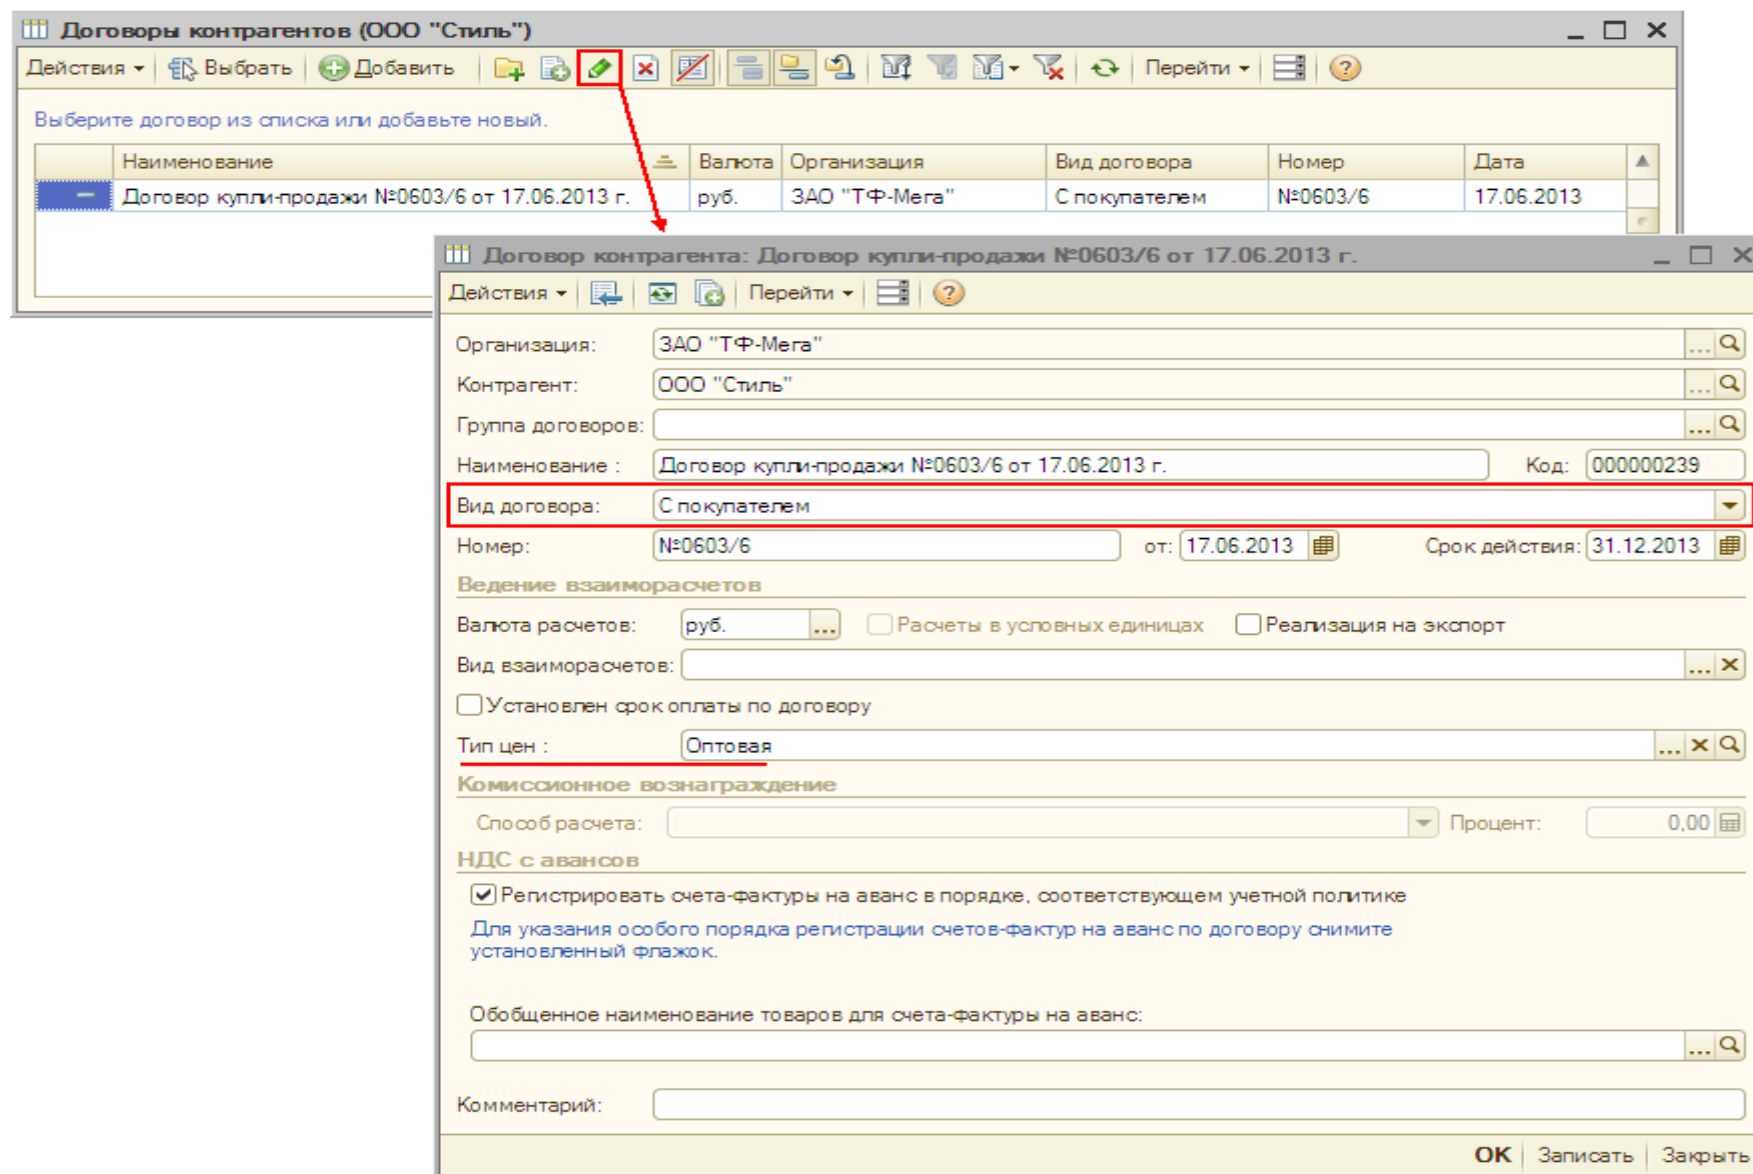 Договоры контрагентов (ООО "Стиль")
Действия Выбрать Добавить Перейти
Выберите договор из списка или добавьте новый.
Наименование Валюта Организация Вид договора Номер Дата
Договор купли-продажи №0603/6 от 17.06.2013 г. руб. ЗАО "ТФ-Мега" С покупателем №0603/6 17.06.2013
Договор контрагента: Договор купли-продажи №0603/6 от 17.06.2013 г.
Действия Перейти
Организация: ЗАО "ТФ-Мега"
Контрагент: ООО "Стиль"
Группа договоров:
Наименование : Договор купли-продажи №0603/6 от 17.06.2013 г. Код: 000000239
Вид договора: С покупателем
Номер: №0603/6 от: 17.06.2013 Срок действия: 31.12.2013
Ведение взаиморасчетов
Валюта расчетов: руб. ... Расчеты в условных единицах Реализация на экспорт
Вид взаиморасчетов:
Установлен срок оплаты по договору
Тип цен : Оптовая
Комиссионное вознаграждение
Способ расчета: Процент: 0,00
НДС с авансов
Регистрировать счета-фактуры на аванс в порядке, соответствующем учетной политике
Для указания особого порядка регистрации счетов-фактур на аванс по договору снимите
установленный флажок.
Обобщенное наименование товаров для счета-фактуры на аванс:
Комментарий:
OK Записать Закрыть